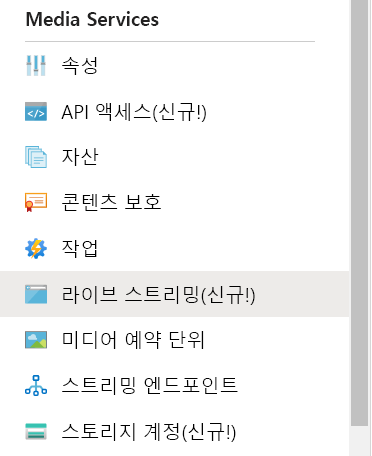 Media Services
속성
API 액세스(신규!)
자산
콘텐츠 보호
작업
라이브 스트리밍(신규!)
미디어 예약 단위
스트리밍 엔드포인트
스토리지 계정(신규!)